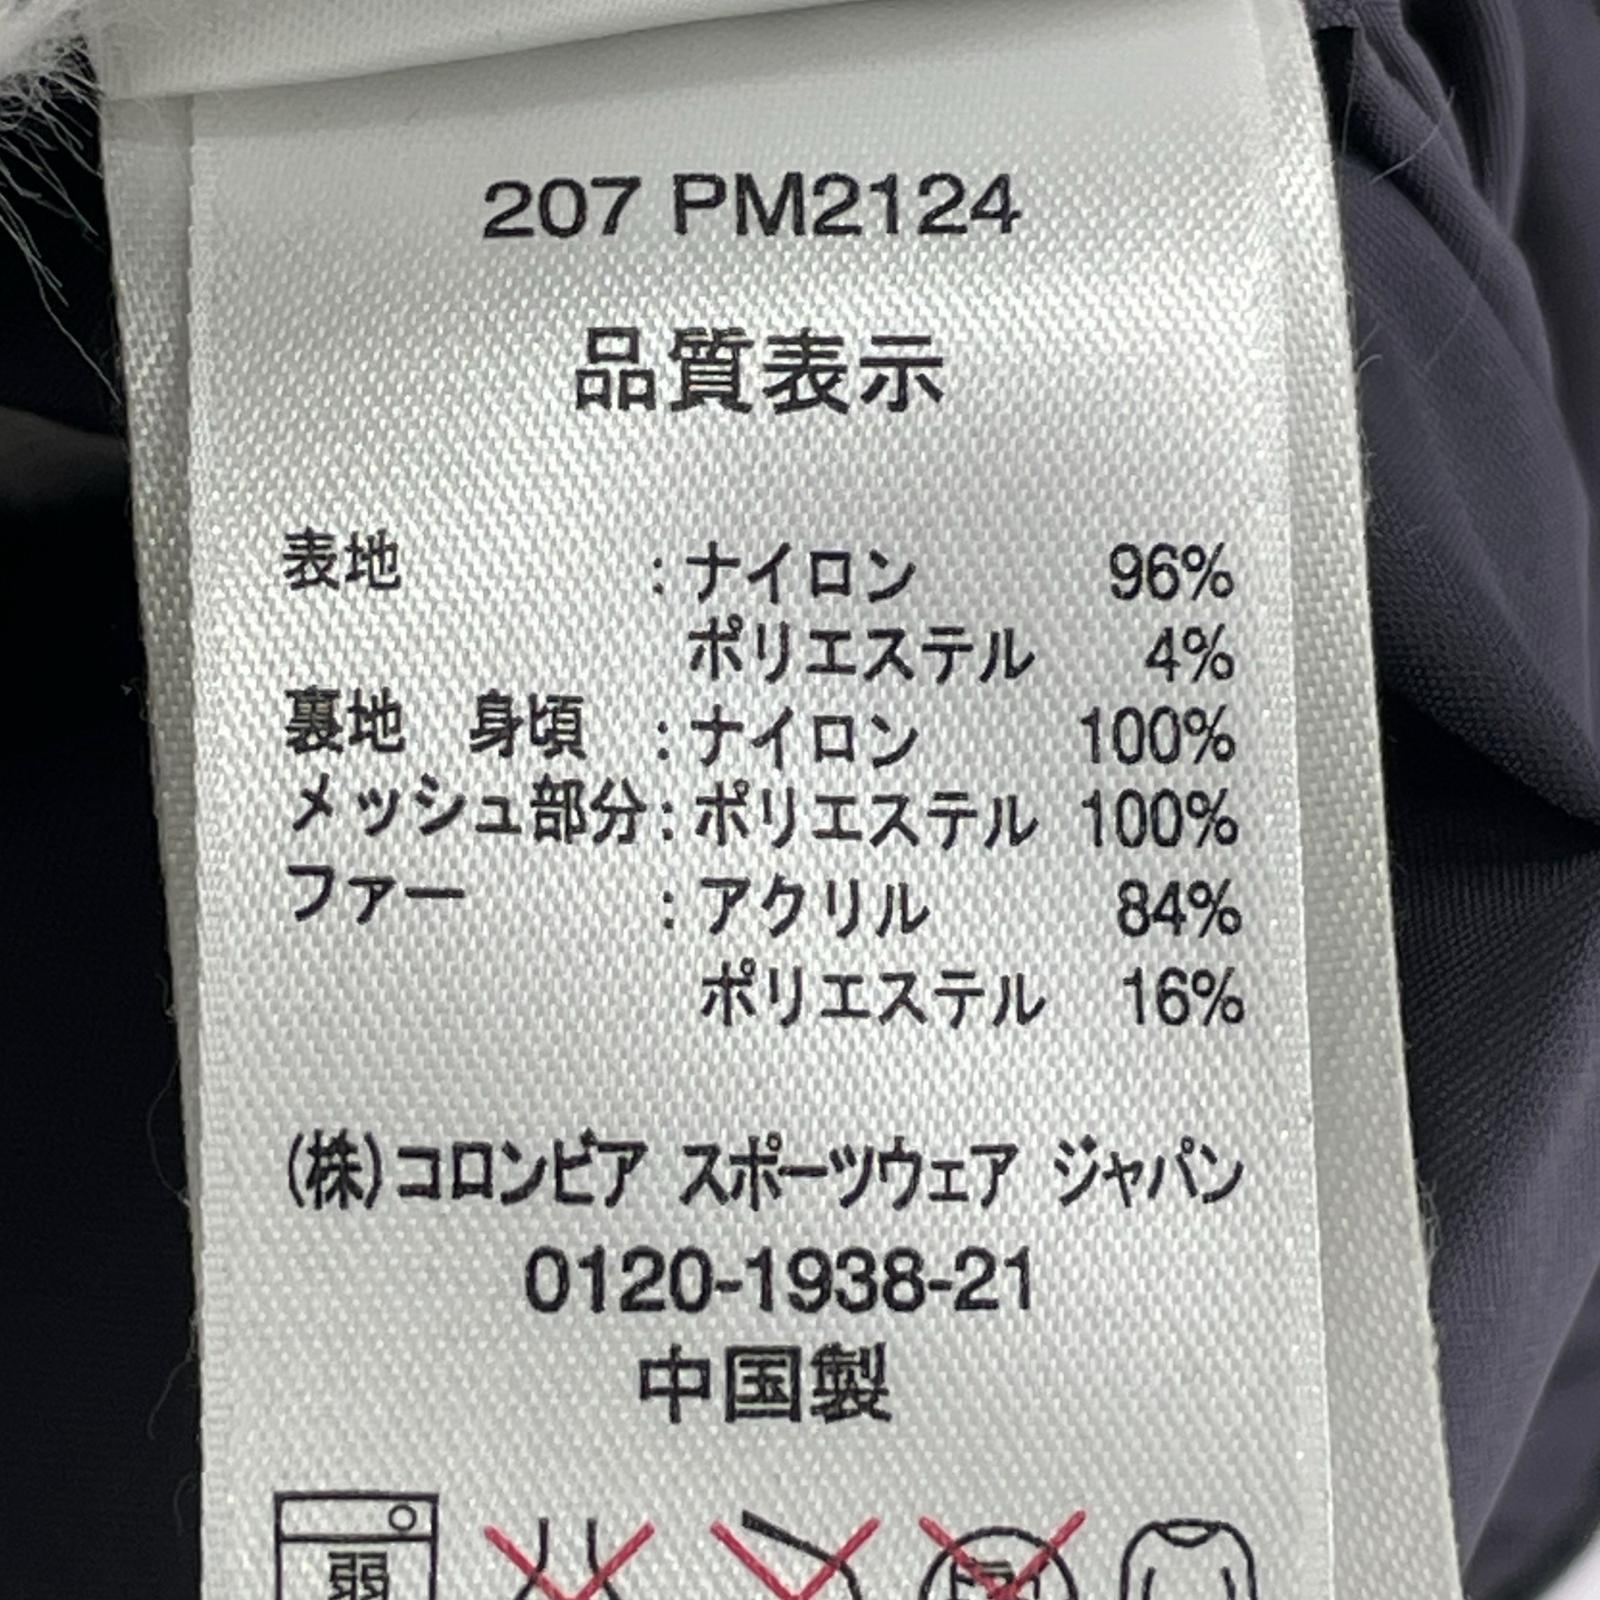 207 PM2124
品質表示
表地 : ナイロン 96%
ポリエステル 4%
裏地 身頃 : ナイロン 100%
メッシュ部分 : ポリエステル 100%
ファー : アクリル 84%
ポリエステル 16%
(株)コロンビア スポーツウェア ジャパン
0120-1938-21
中国製
弱